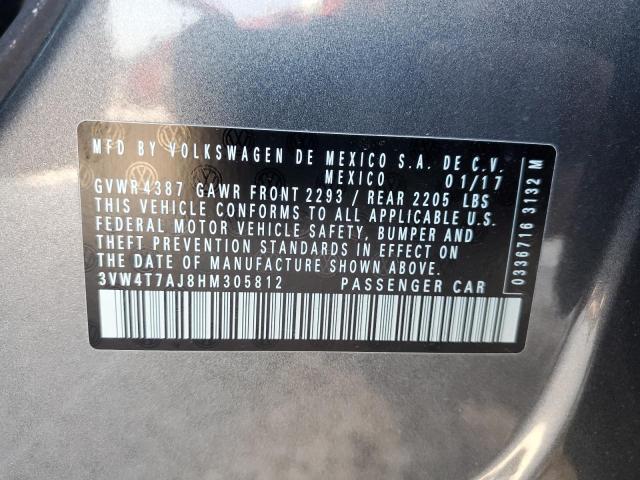 MFD BY VOLKSWAGEN DE MEXICO S.A. DE C.V.
MEXICO 01/17
GVWR 4387 GAWR FRONT 2293 / REAR 2205 LBS
THIS VEHICLE CONFORMS TO ALL APPLICABLE U.S.
FEDERAL MOTOR VEHICLE SAFETY, BUMPER AND
THEFT PREVENTION STANDARDS IN EFFECT ON
THE DATE OF MANUFACTURE SHOWN ABOVE.
3VW4T7AJ8HM305812 PASSENGER CAR
0336716 3132 M